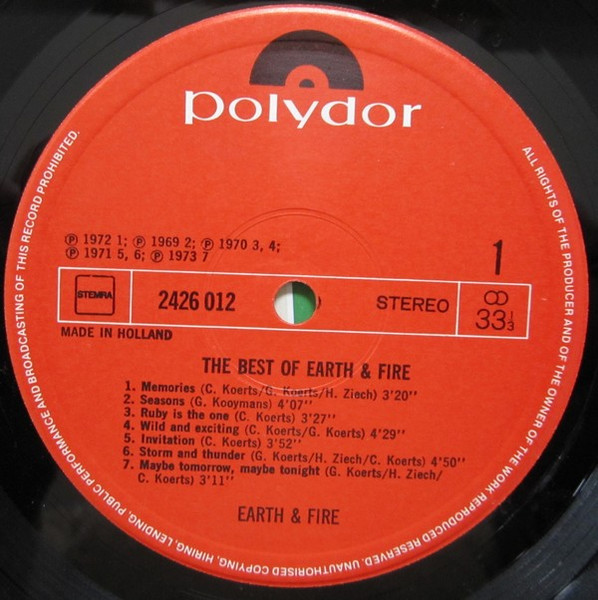 polydor
ALL RIGHTS OF THE PRODUCER AND OF THE OWNER OF THE WORK REPRODUCED RESERVED. UNAUTHORISED COPYING, HIRING, LENDING, PUBLIC PERFORMANCE AND BROADCASTING OF THIS RECORD PROHIBITED.
℗ 1972 1; ℗ 1969 2; ℗ 1970 3, 4;
℗ 1971 5, 6; ℗ 1973 7
1
STEMRA
2426 012
STEREO
33 1/3
MADE IN HOLLAND
THE BEST OF EARTH & FIRE
1. Memories (C. Koerts/G. Koerts/H. Ziech) 3'20''
2. Seasons (G. Kooymans) 4'07''
3. Ruby is the one (C. Koerts) 3'27''
4. Wild and exciting (C. Koerts/G. Koerts) 4'29''
5. Invitation (C. Koerts) 3'52''
6. Storm and thunder (G. Koerts/H. Ziech/C. Koerts) 4'50''
7. Maybe tomorrow, maybe tonight (G. Koerts/H. Ziech/
C. Koerts) 3'11''
EARTH & FIRE